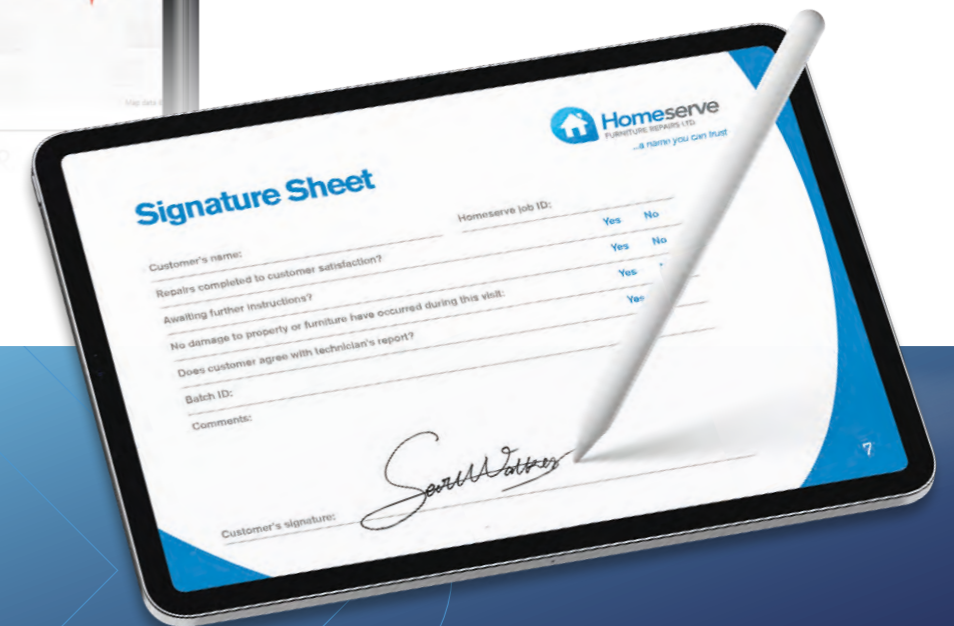 Map data
Homeserve
FURNITURE REPAIRS LTD.
...a name you can trust
Signature Sheet
Customer's name:
Homeserve job ID:
Repairs completed to customer satisfaction?
Yes No
Awaiting further instructions?
Yes No
No damage to property or furniture have occurred during this visit:
Yes
Does customer agree with technician's report?
Yes
Batch ID:
Comments:
Customer's signature:
7